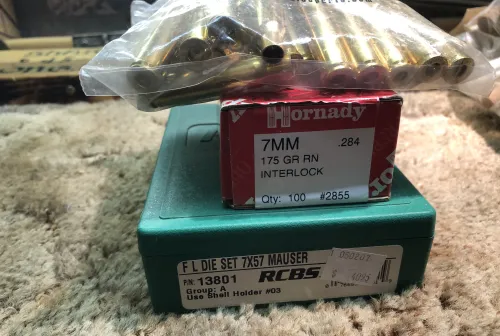 Hornady
7MM .284
175 GR RN
INTERLOCK
Qty: 100 #2855
F L DIE SET 7X57 MAUSER
P/N: 13801 RCBS
Group: A
Use Shell Holder #03